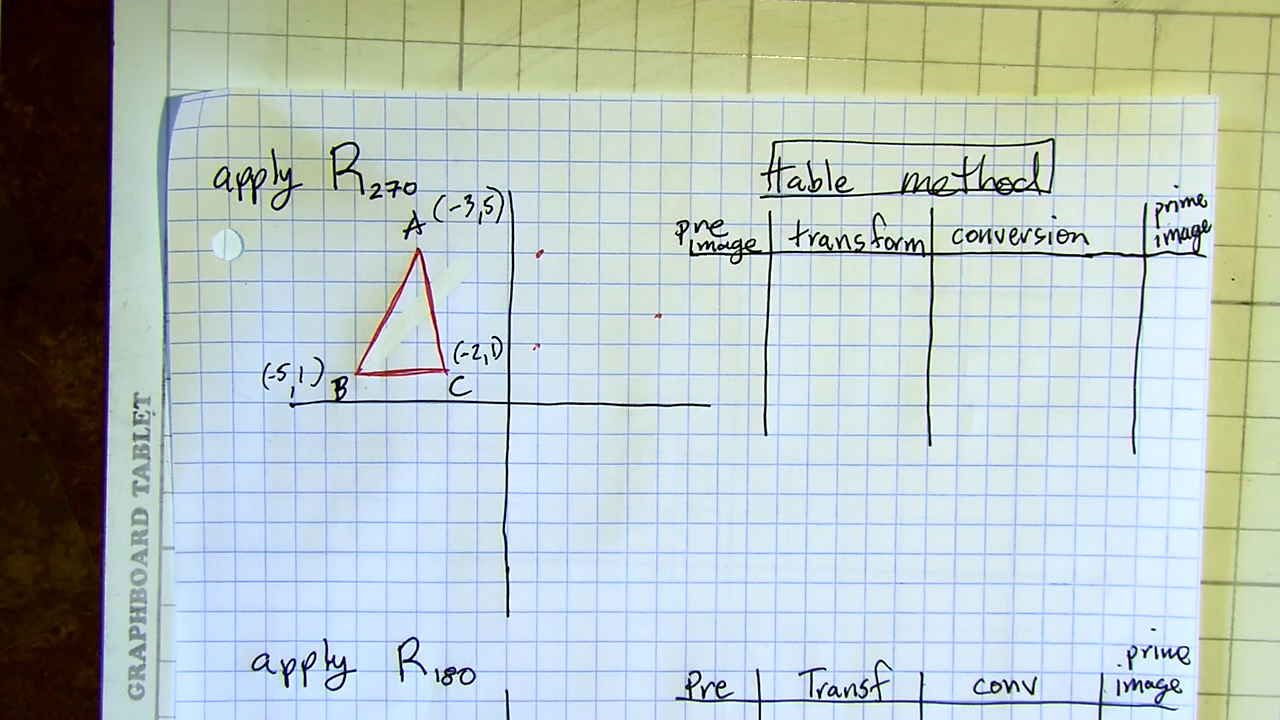 GRAPHBOARD TABLET
apply R270
table method
A (-3,5)
pre image
transform
conversion
prime image
(-5,1) B
(-2,1)
C
apply R180
Pre
Transf
conv
prime image